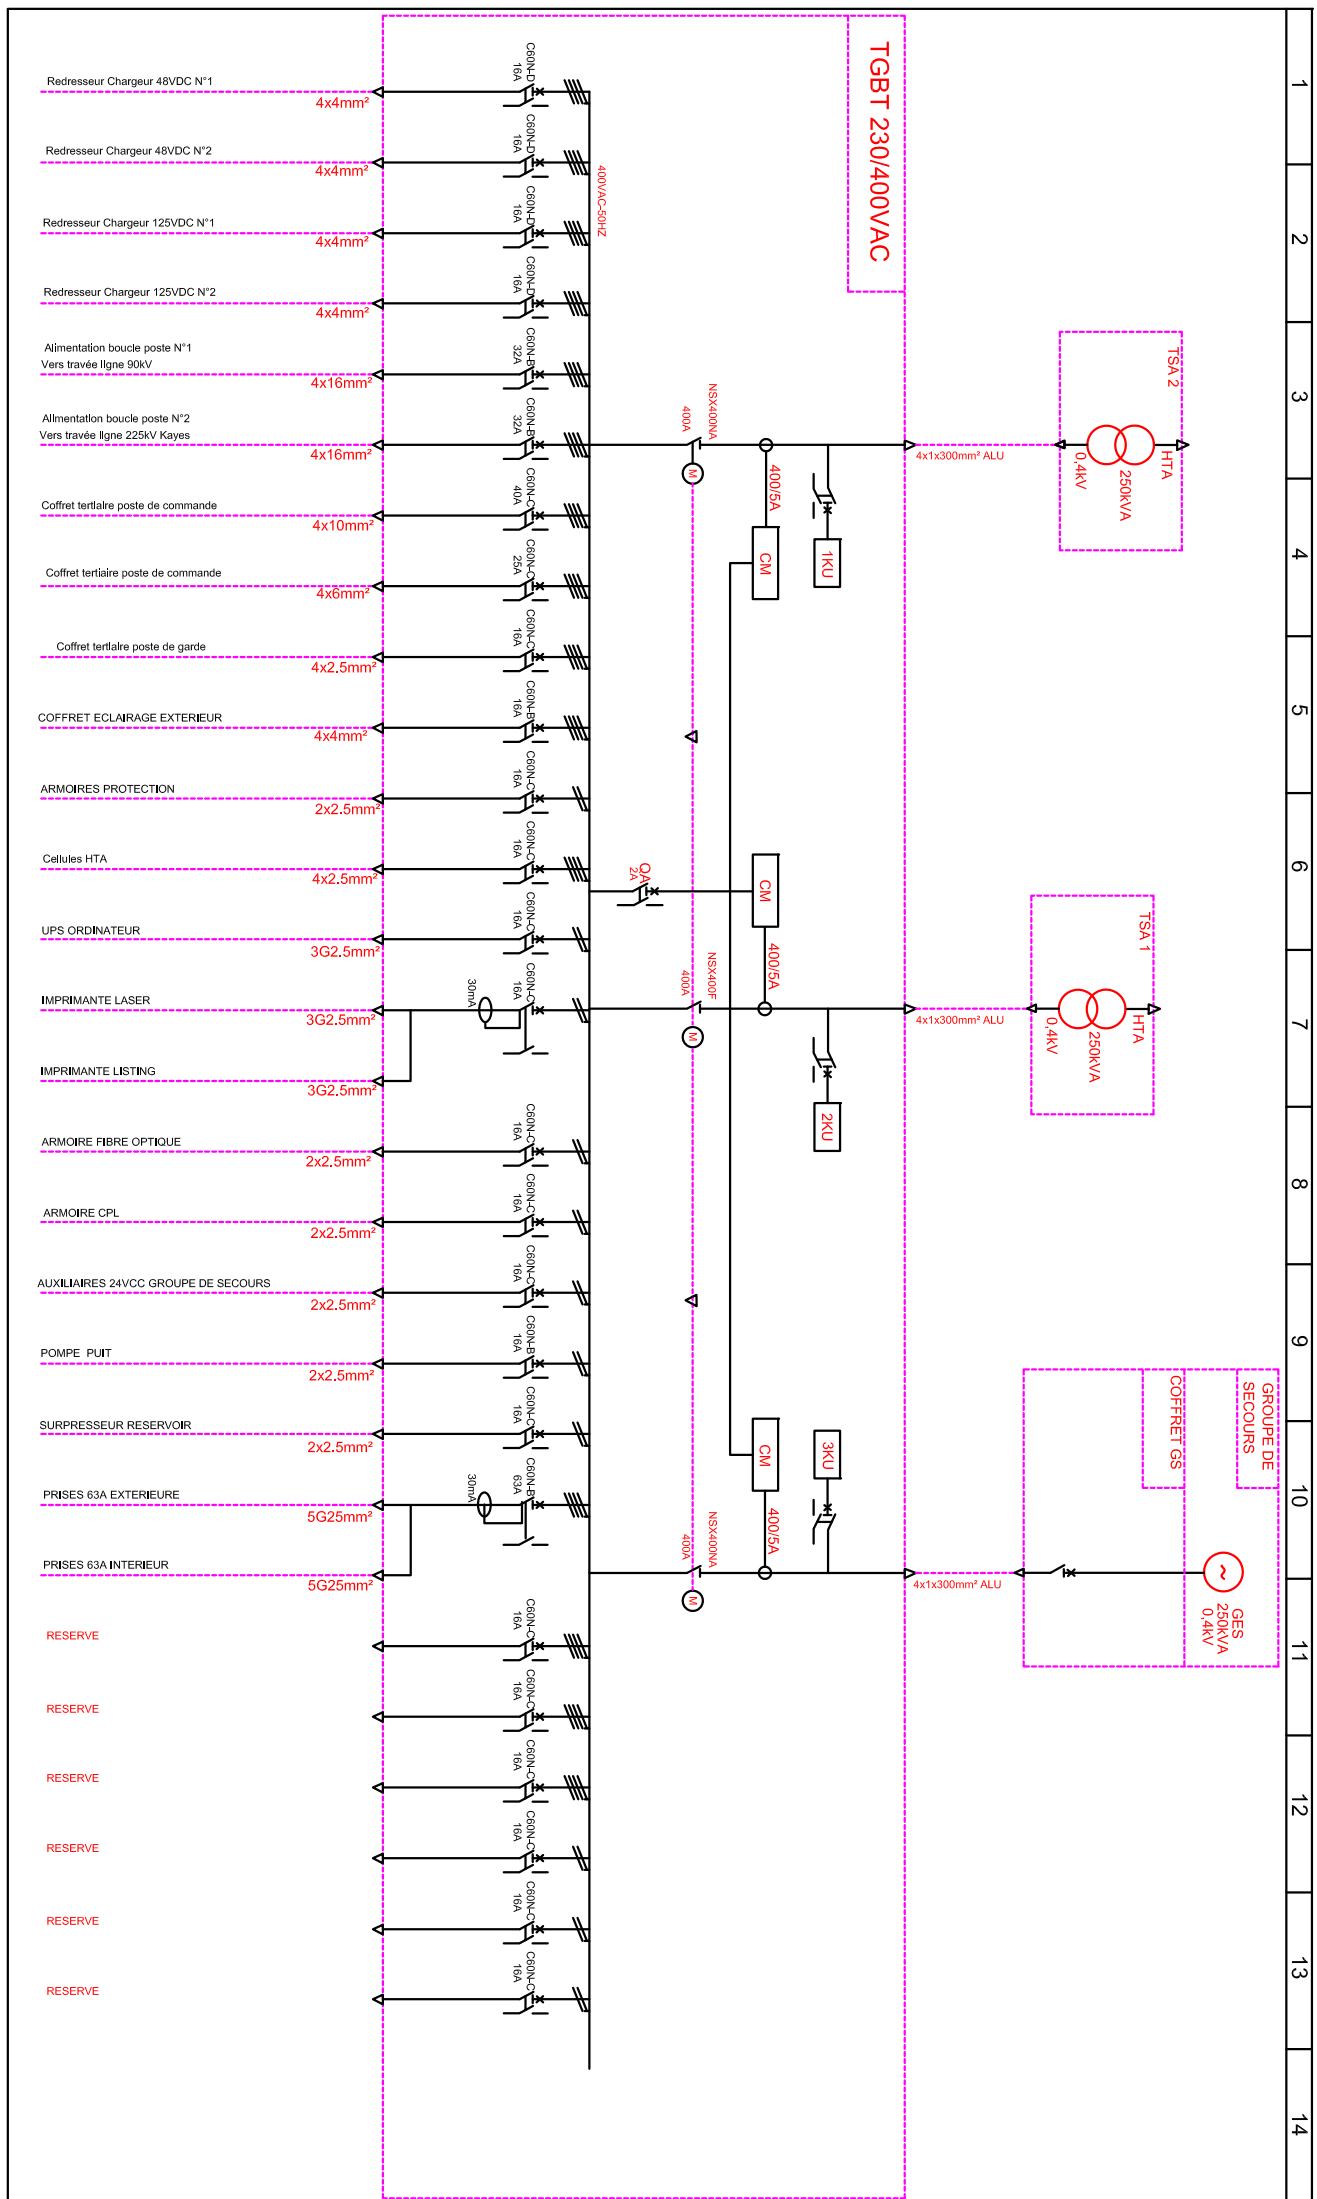 1
2
3
4
5
6
7
8
9
10
11
12
13
14
TGBT 230/400VAC
400VAC-50HZ
TSA 2
HTA
250kVA
0,4kV
4x1x300mm² ALU
NSX400NA
400A
M
400/5A
CM
1KU
TSA 1
HTA
250kVA
0,4kV
4x1x300mm² ALU
NSX400F
400A
M
400/5A
CM
2KU
QA
2A
GROUPE DE
SECOURS
COFFRET GS
GES
250KVA
0,4kV
4x1x300mm² ALU
NSX400NA
400A
M
400/5A
CM
3KU
Redresseur Chargeur 48VDC N°1
4x4mm²
C60N-D
16A
Redresseur Chargeur 48VDC N°2
4x4mm²
C60N-D
16A
Redresseur Chargeur 125VDC N°1
4x4mm²
C60N-D
16A
Redresseur Chargeur 125VDC N°2
4x4mm²
C60N-D
16A
Alimentation boucle poste N°1
Vers travée ligne 90kV
4x16mm²
C60N-B
32A
Alimentation boucle poste N°2
Vers travée ligne 225kV Kayes
4x16mm²
C60N-B
32A
Coffret tertiaire poste de commande
4x10mm²
C60N-C
40A
Coffret tertiaire poste de commande
4x6mm²
C60N-C
25A
Coffret tertiaire poste de garde
4x2.5mm²
C60N-C
16A
COFFRET ECLAIRAGE EXTERIEUR
4x4mm²
C60N-B
16A
ARMOIRES PROTECTION
2x2.5mm²
C60N-C
16A
Cellules HTA
4x2.5mm²
C60N-C
16A
UPS ORDINATEUR
3G2.5mm²
C60N-C
16A
IMPRIMANTE LASER
3G2.5mm²
30mA
C60N-C
16A
IMPRIMANTE LISTING
3G2.5mm²
ARMOIRE FIBRE OPTIQUE
2x2.5mm²
C60N-C
16A
ARMOIRE CPL
2x2.5mm²
C60N-C
16A
AUXILIAIRES 24VCC GROUPE DE SECOURS
2x2.5mm²
C60N-C
16A
POMPE PUIT
2x2.5mm²
C60N-B
16A
SURPRESSEUR RESERVOIR
2x2.5mm²
C60N-C
16A
PRISES 63A EXTERIEURE
5G25mm²
30mA
C60N-B
63A
PRISES 63A INTERIEUR
5G25mm²
RESERVE
C60N-C
16A
RESERVE
C60N-C
16A
RESERVE
C60N-C
16A
RESERVE
C60N-C
16A
RESERVE
C60N-C
16A
RESERVE
C60N-C
16A